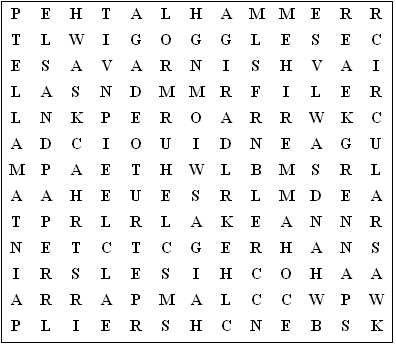 P E H T A L H A M M E R R
T L W I G O G G L E S E C
E S A V A R N I S H V A I
L A S N D M M R F I L E R
L N K P E R O A R R W K C
A D C I O U I D N E A G U
M P A E T H W L B M S R L
A A H E U E S R L M D E A
T P R L R L A K E A N N R
N E T C T C G E R H A N S
I R S L E S I H C O H A A
A R R A P M A L C C W P W
P L I E R S H C N E B S K